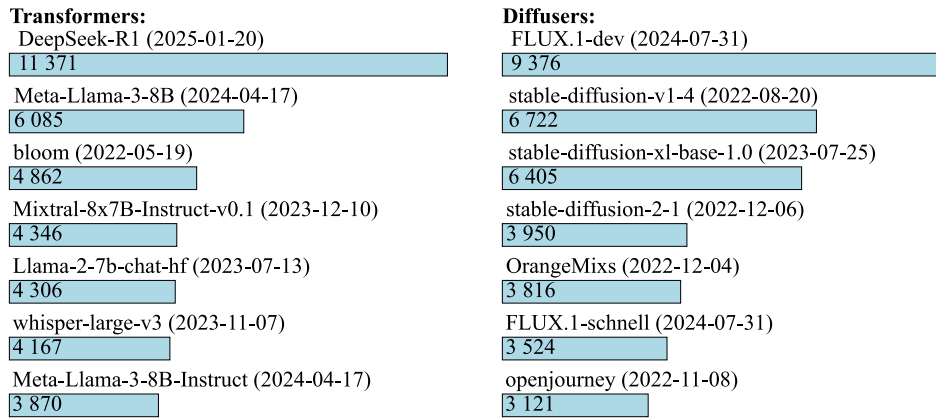 Transformers:
DeepSeek-R1 (2025-01-20)
11 371
Meta-Llama-3-8B (2024-04-17)
6 085
bloom (2022-05-19)
4 862
Mixtral-8x7B-Instruct-v0.1 (2023-12-10)
4 346
Llama-2-7b-chat-hf (2023-07-13)
4 306
whisper-large-v3 (2023-11-07)
4 167
Meta-Llama-3-8B-Instruct (2024-04-17)
3 870
Diffusers:
FLUX.1-dev (2024-07-31)
9 376
stable-diffusion-v1-4 (2022-08-20)
6 722
stable-diffusion-xl-base-1.0 (2023-07-25)
6 405
stable-diffusion-2-1 (2022-12-06)
3 950
OrangeMixs (2022-12-04)
3 816
FLUX.1-schnell (2024-07-31)
3 524
openjourney (2022-11-08)
3 121